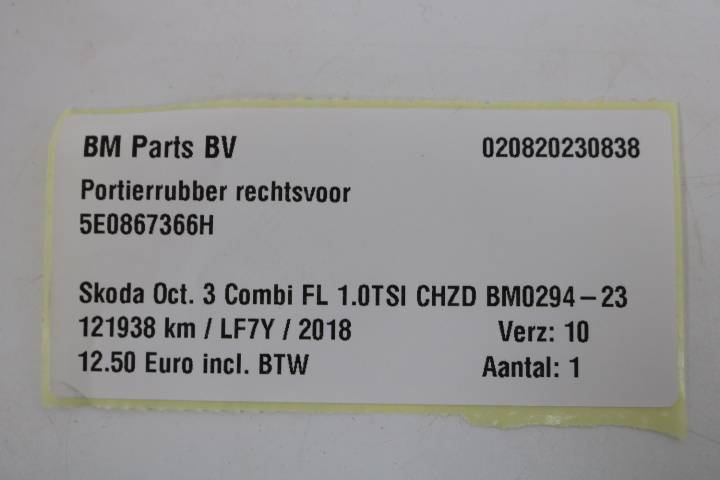 BM Parts BV 020820230838
Portierrubber rechtsvoor
5E0867366H
Skoda Oct. 3 Combi FL 1.0TSI CHZD BM0294-23
121938 km / LF7Y / 2018 Verz: 10
12.50 Euro incl. BTW Aantal: 1